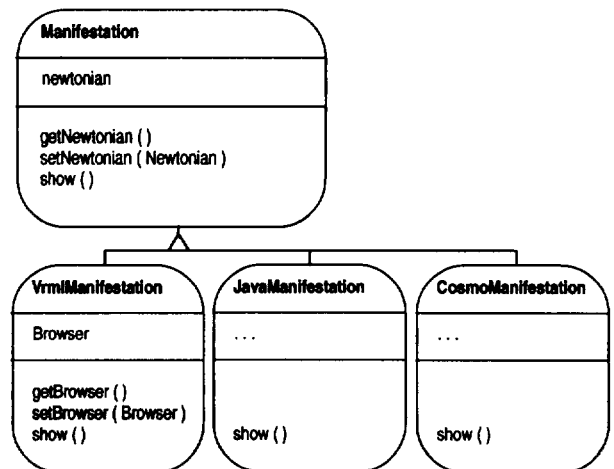 Manifestation
newtonian
getNewtonian ( )
setNewtonian ( Newtonian )
show ( )
VrmlManifestation
Browser
getBrowser ( )
setBrowser ( Browser )
show ( )
JavaManifestation
. . .
show ( )
CosmoManifestation
. . .
show ( )